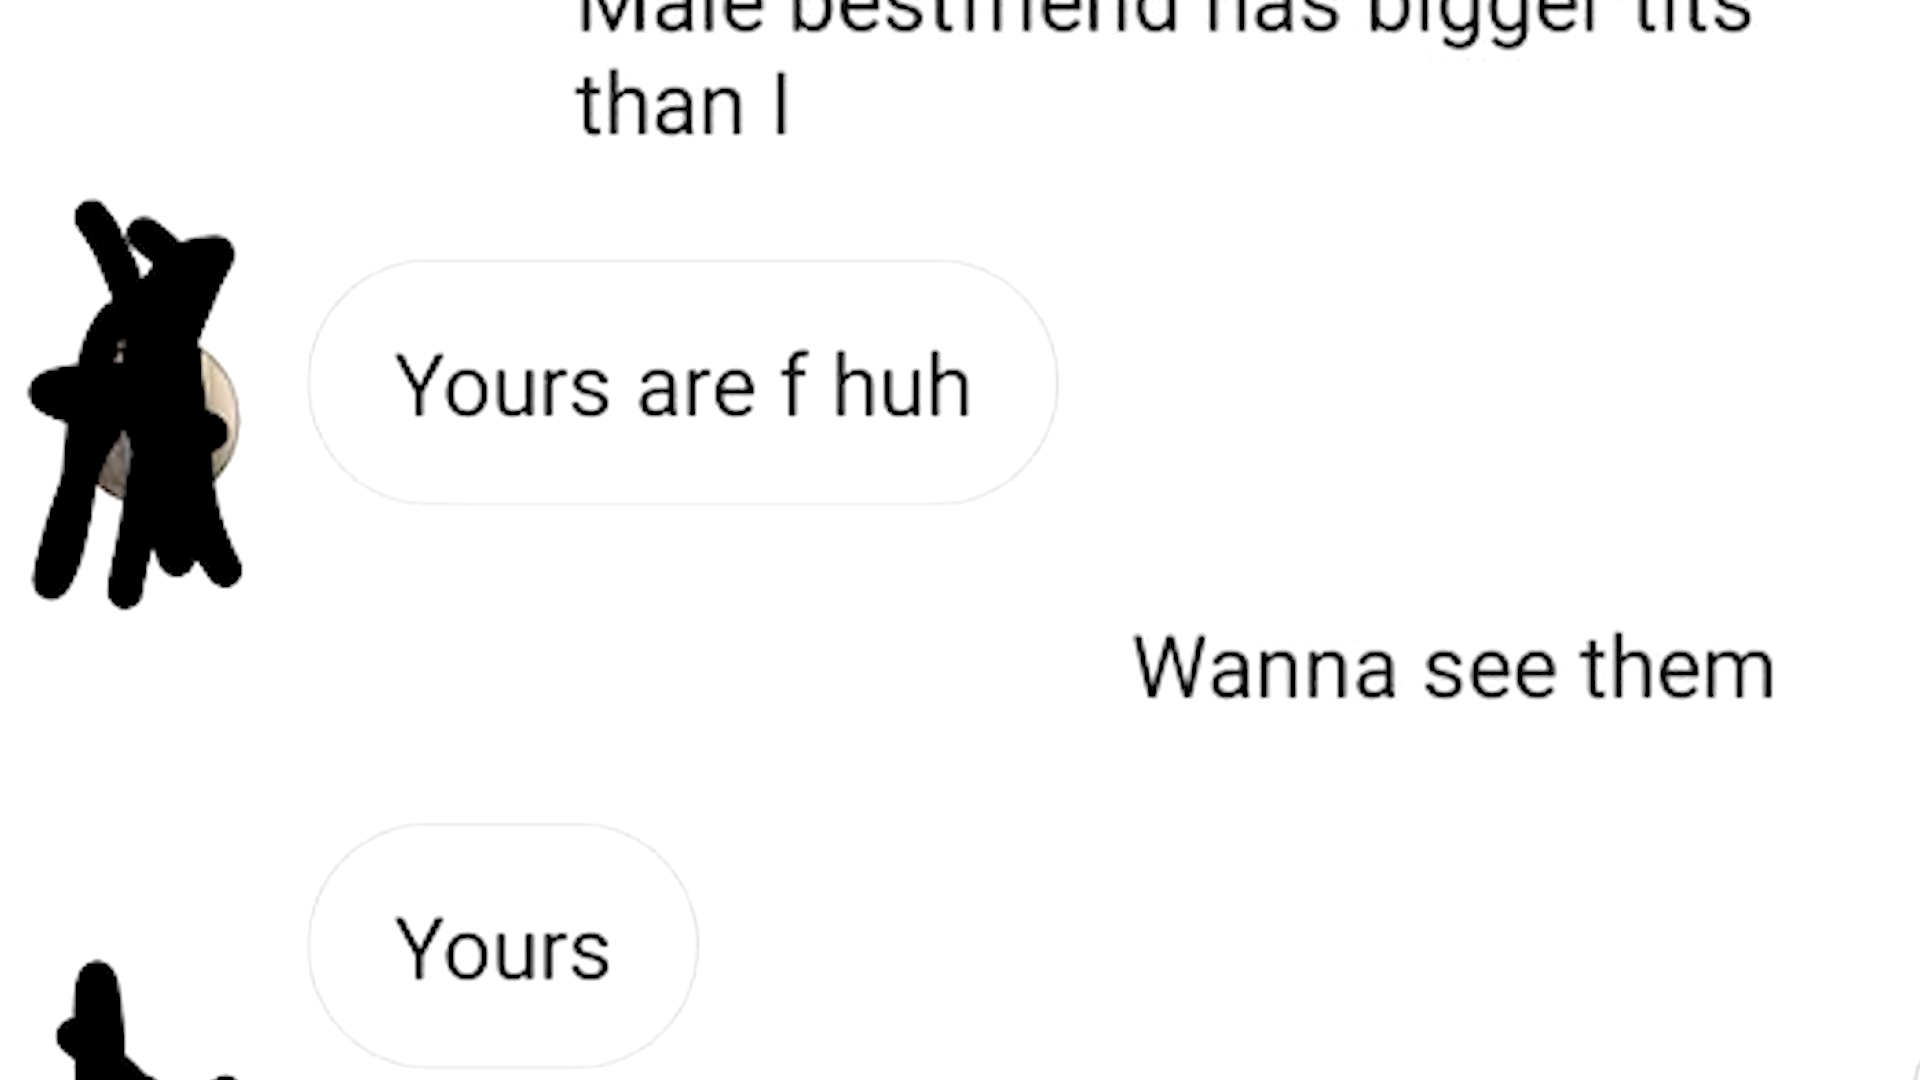 Male bestfriend has bigger tits
than I
Yours are f huh
Wanna see them
Yours